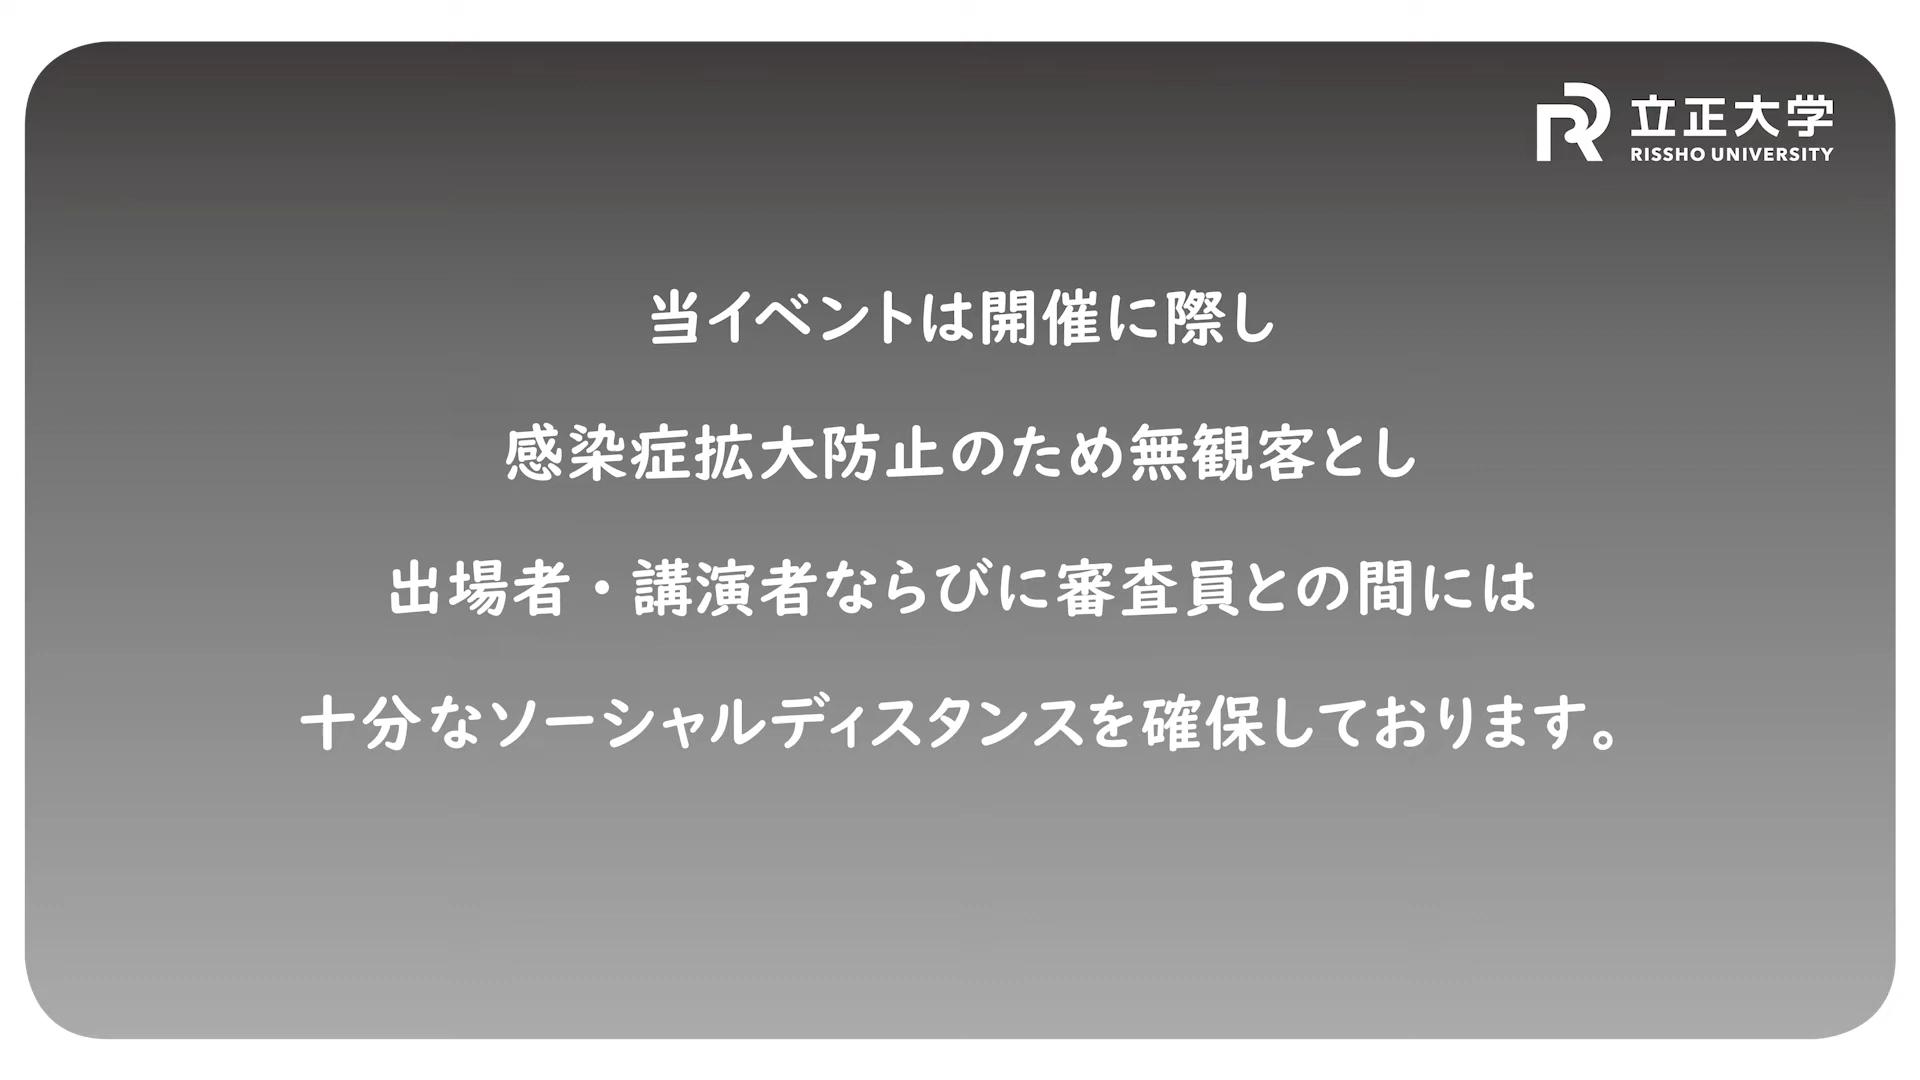 立正大学
RISSHO UNIVERSITY
当イベントは開催に際し
感染症拡大防止のため無観客とし
出場者・講演者ならびに審査員との間には
十分なソーシャルディスタンスを確保しております。